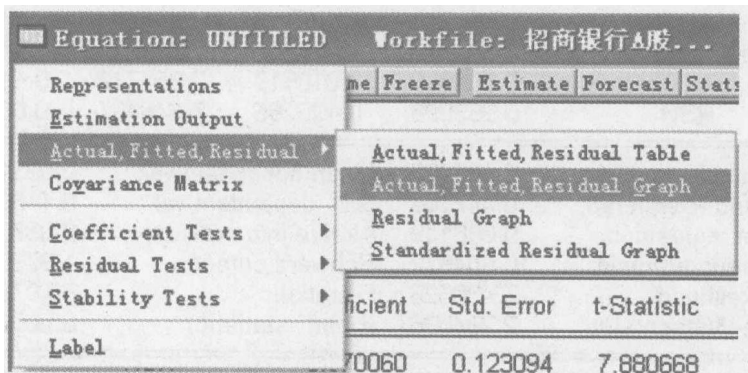 Equation: UNTITLED Workfile: 招商银行A股...
me Freeze Estimate Forecast Stats
Representations
Estimation Output
Actual,Fitted,Residual
Covariance Matrix
Coefficient Tests
Residual Tests
Stability Tests
Label
Actual,Fitted,Residual Table
Actual,Fitted,Residual Graph
Residual Graph
Standardized Residual Graph
icient Std. Error t-Statistic
0060 0.123094 7.880668